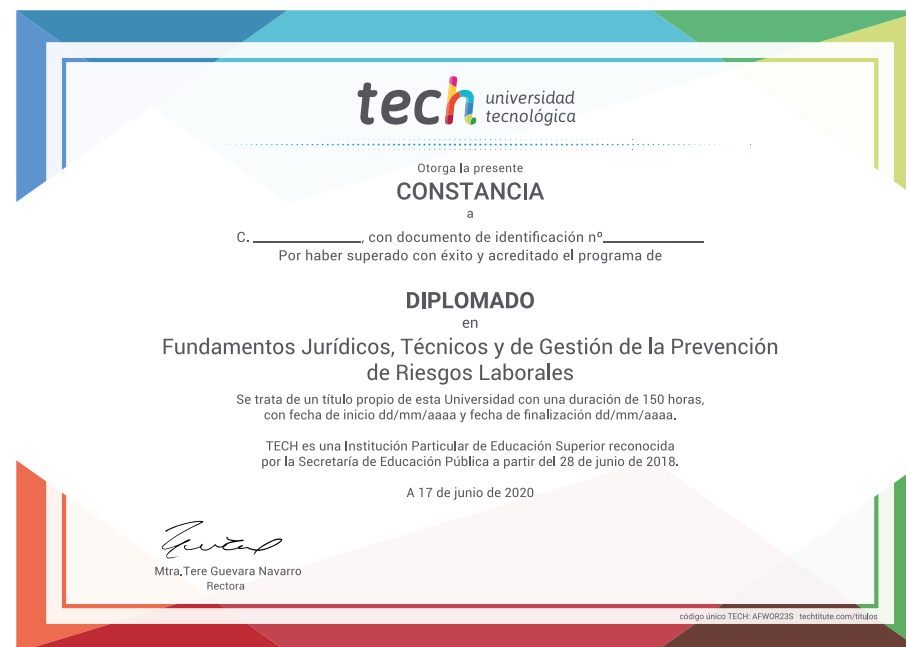 tech universidad
tecnológica
Otorga la presente
CONSTANCIA
a
C. ____________, con documento de identificación nº____________
Por haber superado con éxito y acreditado el programa de
DIPLOMADO
en
Fundamentos Jurídicos, Técnicos y de Gestión de la Prevención
de Riesgos Laborales
Se trata de un título propio de esta Universidad con una duración de 150 horas,
con fecha de inicio dd/mm/aaaa y fecha de finalización dd/mm/aaaa.
TECH es una Institución Particular de Educación Superior reconocida
por la Secretaría de Educación Pública a partir del 28 de junio de 2018.
A 17 de junio de 2020
Mtra.Tere Guevara Navarro
Rectora
código único TECH: AFWOR23S techtitute.com/titulos